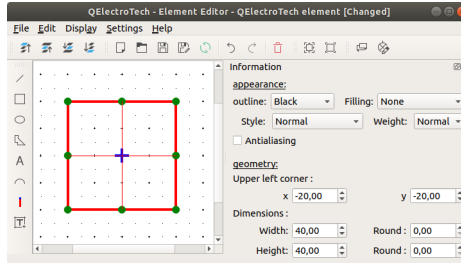 QElectroTech - Element Editor - QElectroTech element [Changed]
File Edit Display Settings Help
Information
appearance:
outline: Black Filling: None
Style: Normal Weight: Normal
Antialiasing
geometry:
Upper left corner :
x -20,00 y -20,00
Dimensions :
Width: 40,00 Round : 0,00
Height: 40,00 Round : 0,00
A
T